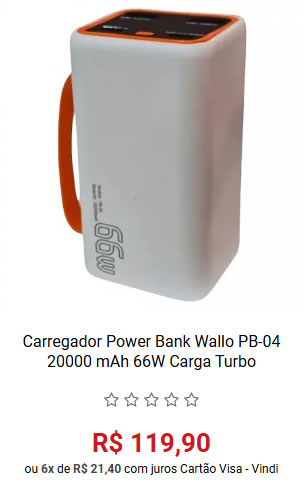 66W
Carregador Power Bank Wallo PB-04
20000 mAh 66W Carga Turbo
R$ 119,90
ou 6x de R$ 21,40 com juros Cartão Visa - Vindi